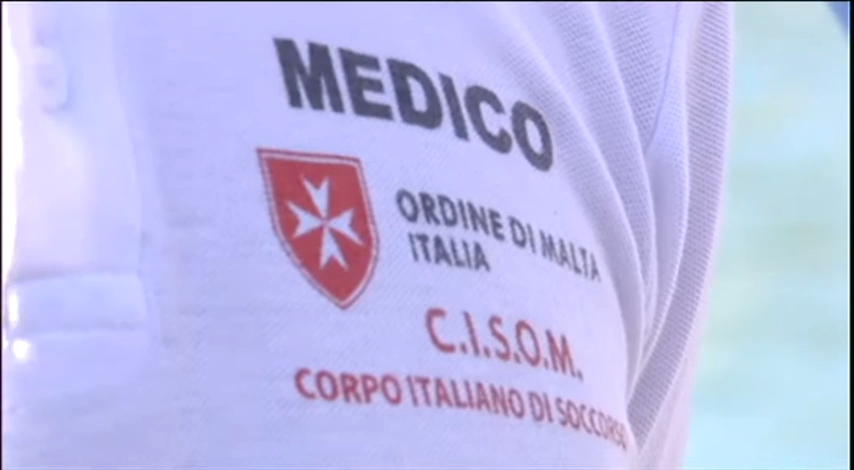 MEDICO
ORDINE DI MALTA
ITALIA
C.I.S.O.M.
CORPO ITALIANO DI SOCCORSO